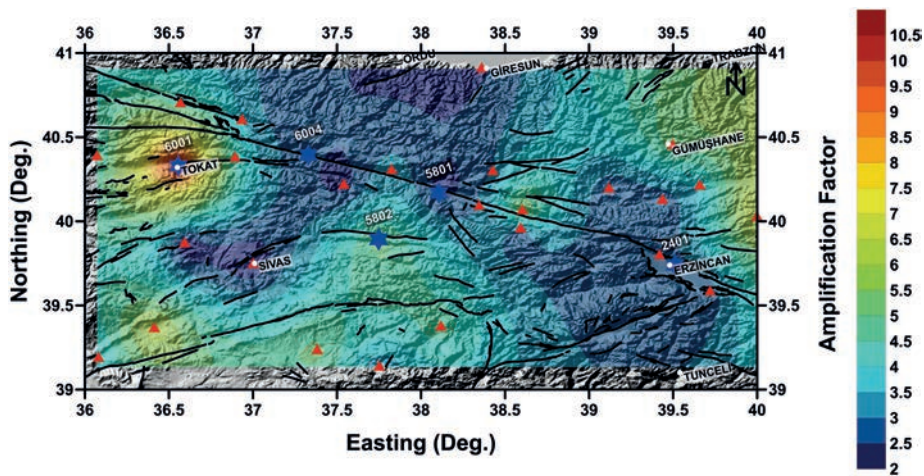 36 36.5 37 37.5 38 38.5 39 39.5 40
41
40.5
40
39.5
39
41
40.5
40
39.5
39
36 36.5 37 37.5 38 38.5 39 39.5 40
Northing (Deg.)
Easting (Deg.)
ORDU
GİRESUN
TRABZON
N
6001
TOKAT
6004
GÜMÜŞHANE
5801
5802
SİVAS
2401
ERZİNCAN
TUNCELİ
Amplification Factor
10.5
10
9.5
9
8.5
8
7.5
7
6.5
6
5.5
5
4.5
4
3.5
3
2.5
2